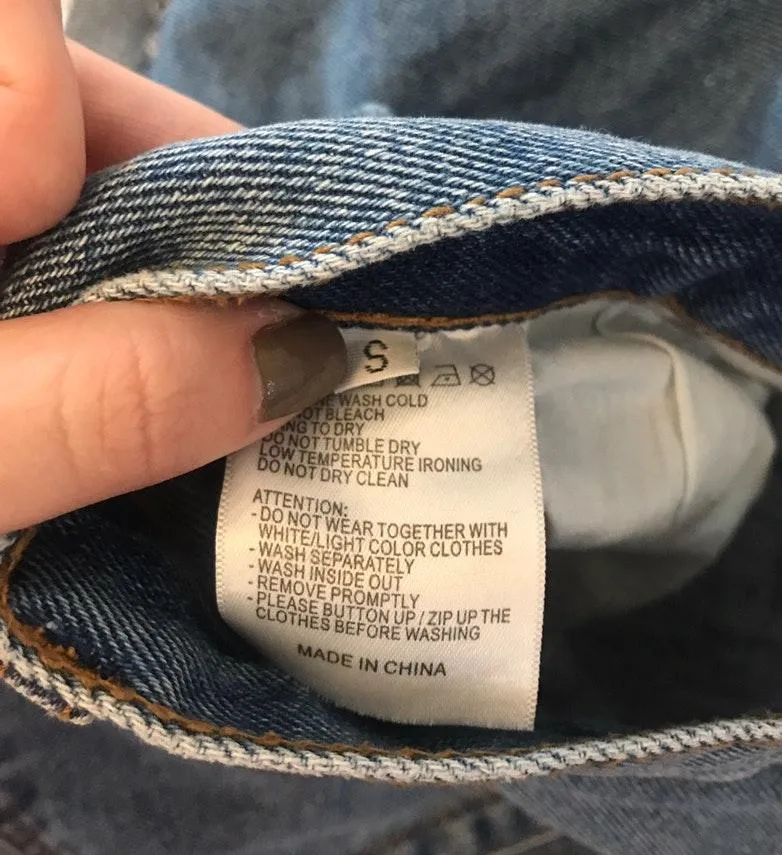 S
WASH COLD
BLEACH
TO DRY
DO NOT TUMBLE DRY
LOW TEMPERATURE IRONING
DO NOT DRY CLEAN
ATTENTION:
- DO NOT WEAR TOGETHER WITH
WHITE/LIGHT COLOR CLOTHES
- WASH SEPARATELY
- WASH INSIDE OUT
- REMOVE PROMPTLY
- PLEASE BUTTON UP / ZIP UP THE
CLOTHES BEFORE WASHING
MADE IN CHINA